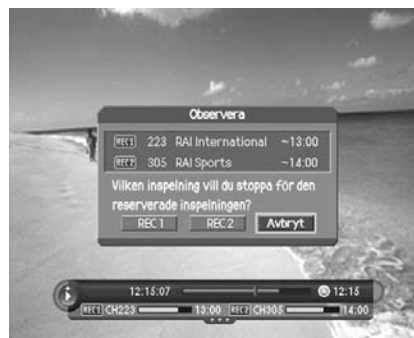 Observera
REC1 223 RAI International ~13:00
REC2 305 RAI Sports ~14:00
Vilken inspelning vill du stoppa för den
reserverade inspelningen?
REC 1 REC 2 Avbryt
12:15:07 12:15
REC1 CH223 13:00 REC2 CH305 14:00